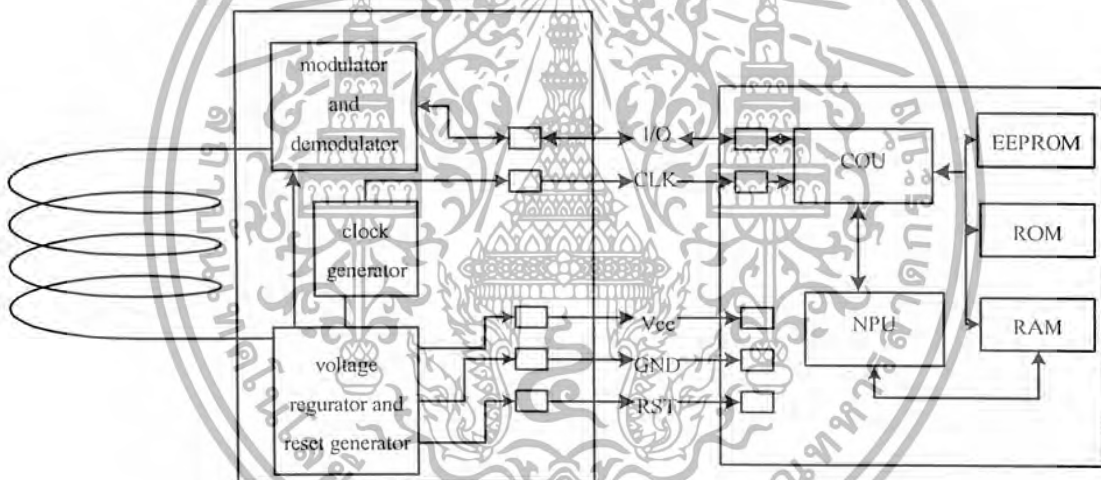 modulator
and
demodulator
clock
generator
voltage
regurator and
reset generator
I/O
CLK
Vcc
GND
RST
COU
NPU
EEPROM
ROM
RAM